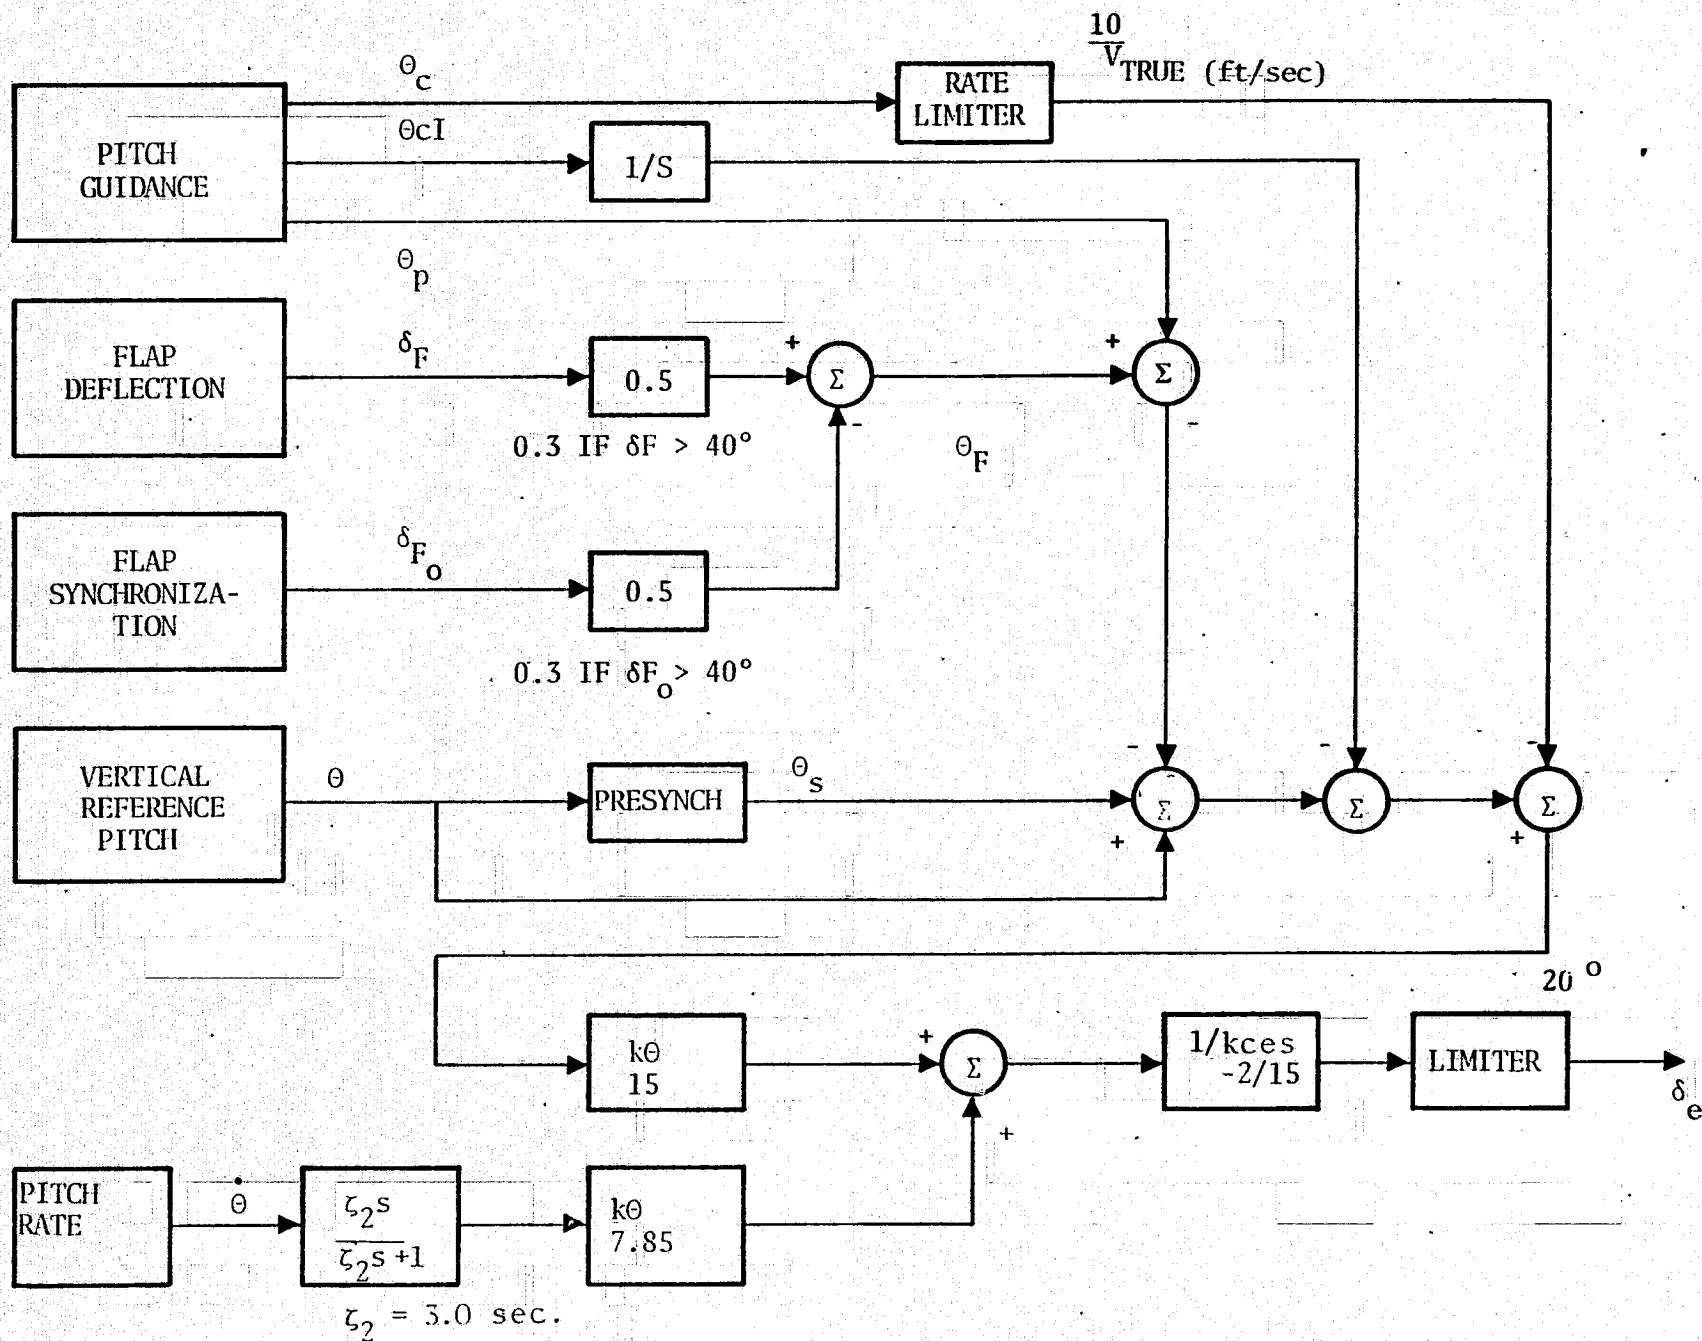 10
V TRUE (ft/sec)
Θc
RATE
LIMITER
PITCH
GUIDANCE
ΘcI
1/S
Θp
FLAP
DEFLECTION
δF
0.5
+
Σ
-
+
Σ
-
0.3 IF δF > 40°
ΘF
FLAP
SYNCHRONIZA-
TION
δFo
0.5
0.3 IF δFo > 40°
VERTICAL
REFERENCE
PITCH
Θ
PRESYNCH
Θs
-
-
Σ
+
-
Σ
-
Σ
+
20 o
kΘ
15
+
Σ
+
1/kces
-2/15
LIMITER
δe
PITCH
RATE
Θ̇
ζ2s
ζ2s +1
kΘ
7.85
ζ2 = 3.0 sec.